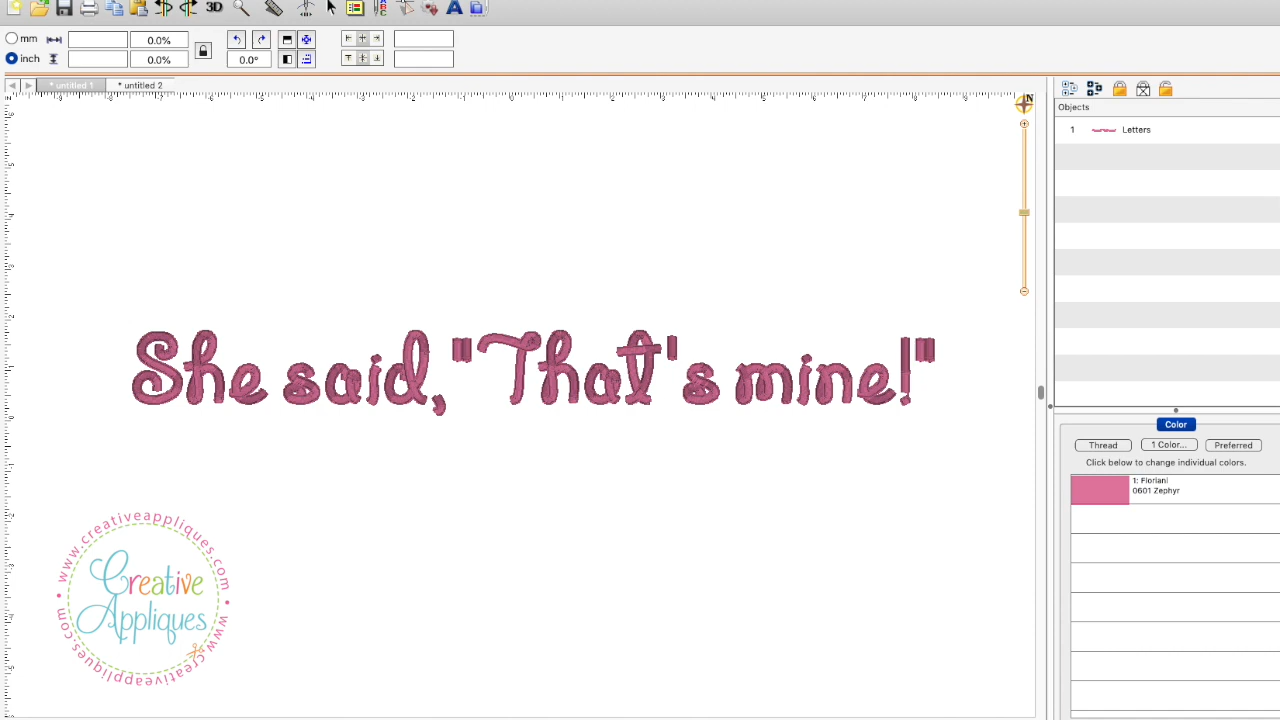 3D
A
mm
0.0%
inch
0.0%
0.0°
* untitled 1
* untitled 2
N
Objects
1 Letters
She said, "That's mine!"
Color
Thread
1 Color...
Preferred
Click below to change individual colors.
1: Floriani
0601 Zephyr
www.creativeappliques.com
Creative
Appliques
www.creativeappliques.com